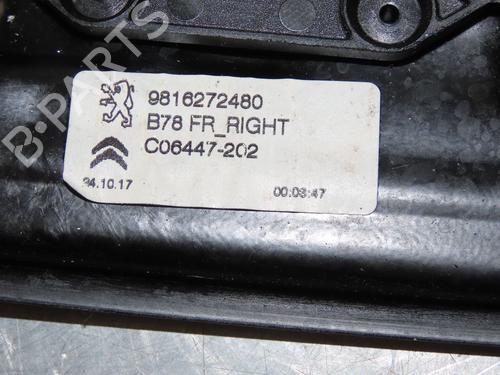 B-PARTS
9816272480
B78 FR_RIGHT
C06447-202
24.10.17 00:03:47